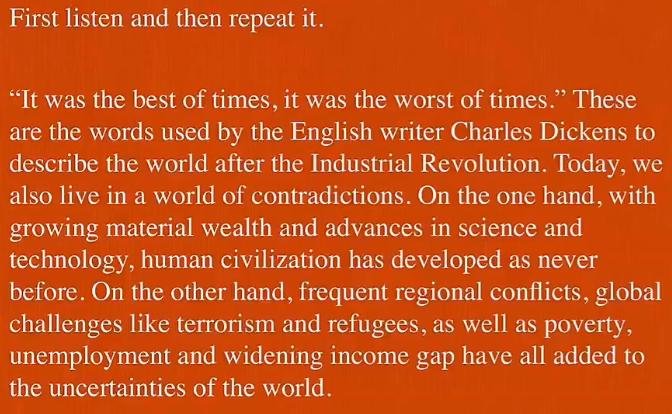 First listen and then repeat it.
“It was the best of times, it was the worst of times.” These
are the words used by the English writer Charles Dickens to
describe the world after the Industrial Revolution. Today, we
also live in a world of contradictions. On the one hand, with
growing material wealth and advances in science and
technology, human civilization has developed as never
before. On the other hand, frequent regional conflicts, global
challenges like terrorism and refugees, as well as poverty,
unemployment and widening income gap have all added to
the uncertainties of the world.